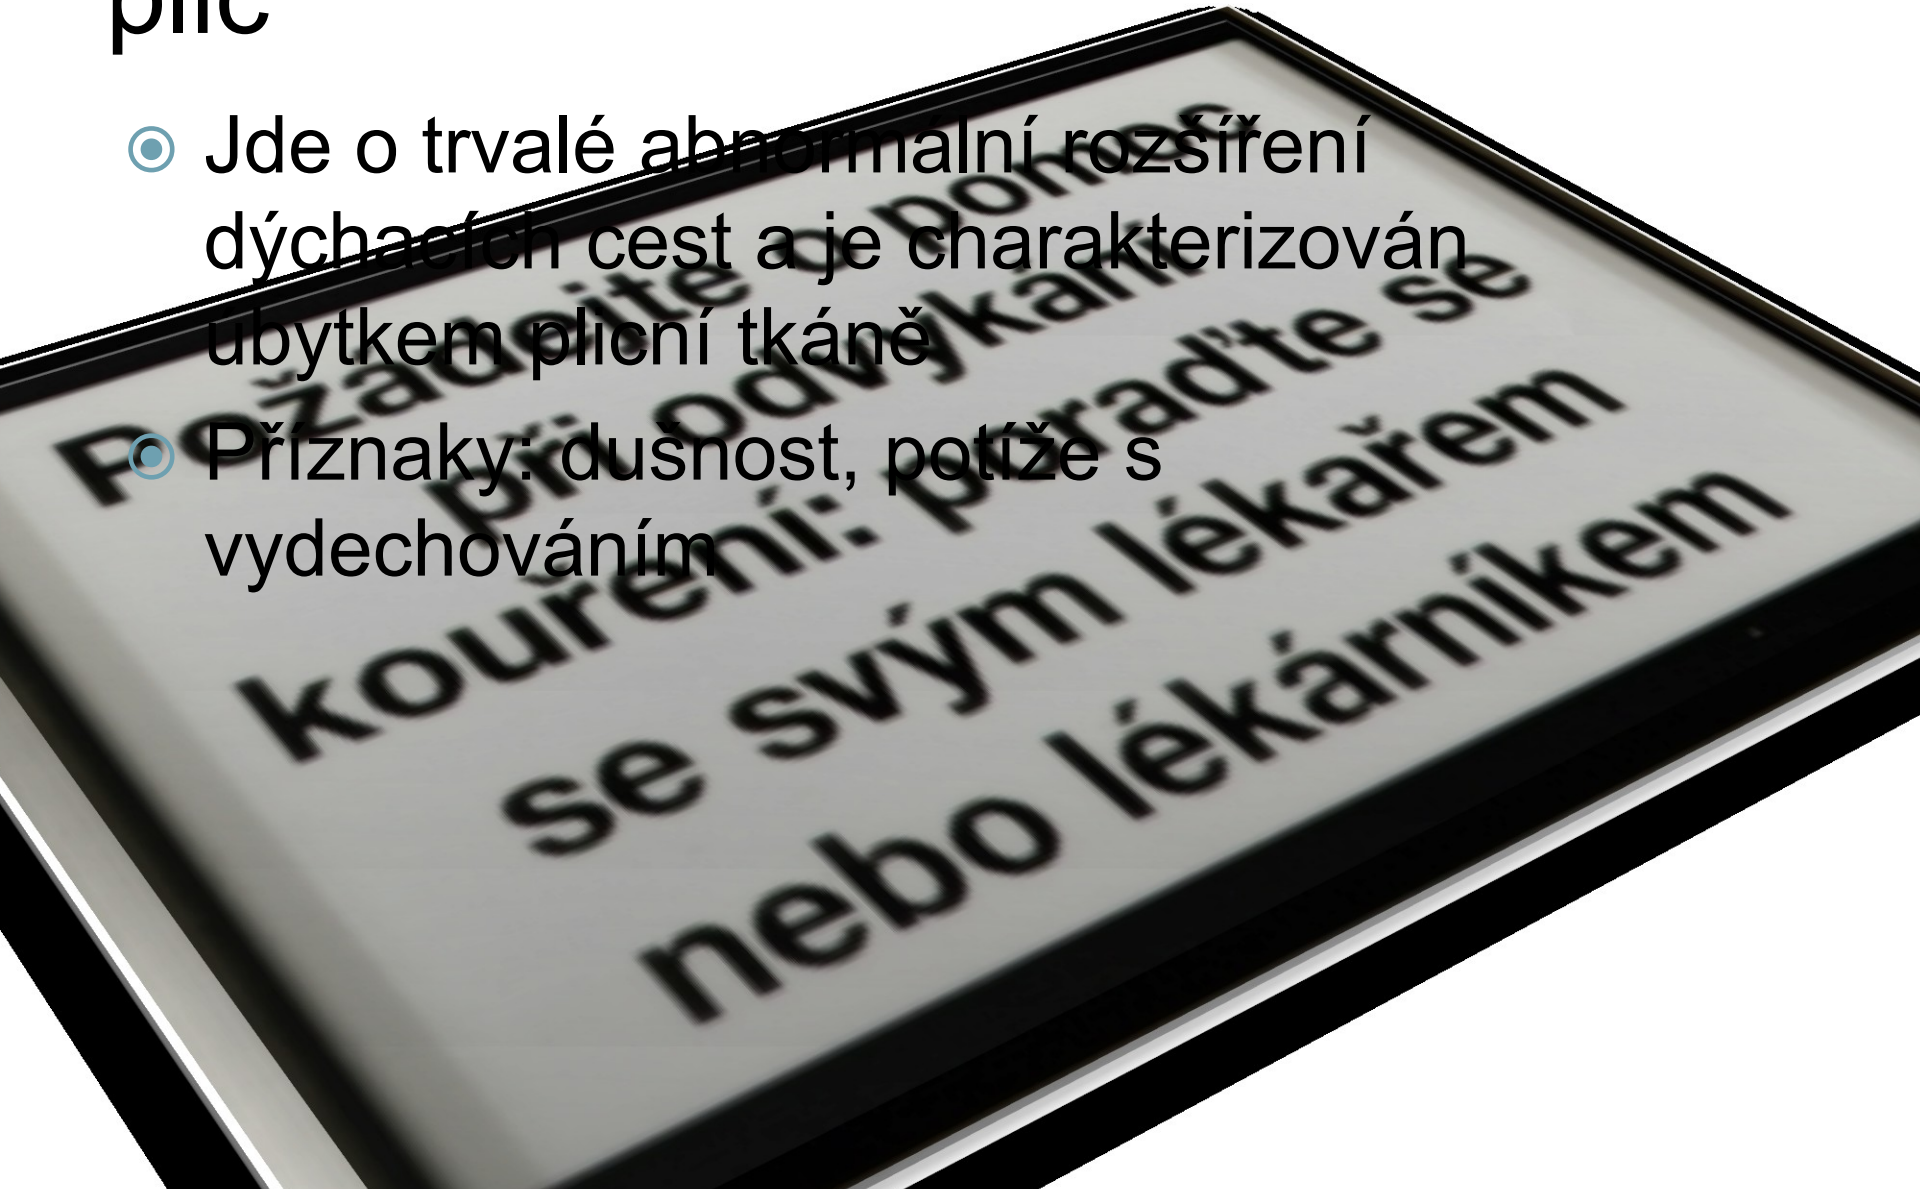 plic
Jde o trvalé abnormální rozšíření
dýchacích cest a je charakterizován
ubytkem plicní tkáně
Příznaky: dušnost, potíže s
vydechováním
Požádejte o pomoc
při odvykání
kouření: poraďte se
se svým lékařem
nebo lékárníkem